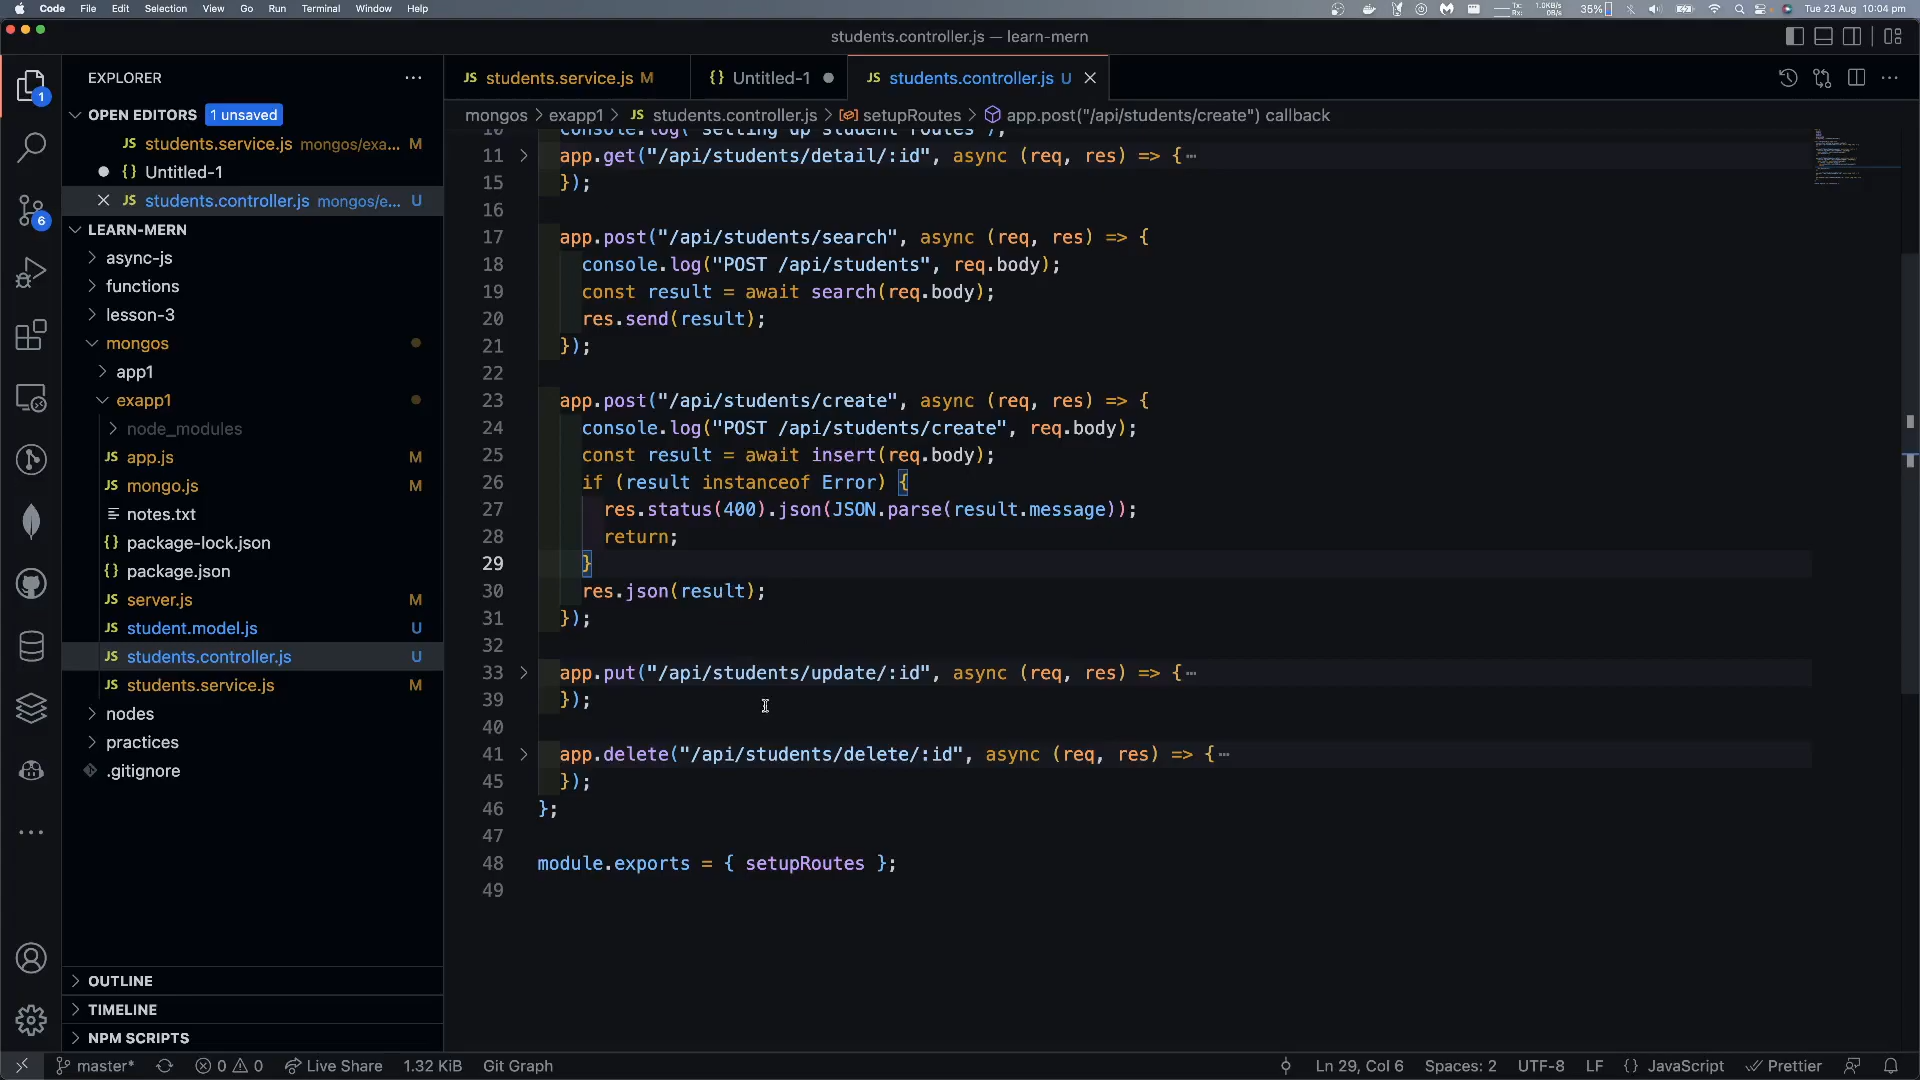 Code File Edit Selection View Go Run Terminal Window Help 35% Tue 23 Aug 10:04 pm
students.controller.js — learn-mern
EXPLORER
OPEN EDITORS 1 unsaved
students.service.js mongos/exa... M
Untitled-1
students.controller.js mongos/e... U
LEARN-MERN
async-js
functions
lesson-3
mongos
app1
exapp1
node_modules
app.js M
mongo.js M
notes.txt
package-lock.json
package.json
server.js M
student.model.js U
students.controller.js U
students.service.js M
nodes
practices
.gitignore
OUTLINE
TIMELINE
NPM SCRIPTS
1
6
students.service.js M Untitled-1 students.controller.js U
mongos > exapp1 > students.controller.js > setupRoutes > app.post("/api/students/create") callback
10 console.log("setting up student routes");
11 app.get("/api/students/detail/:id", async (req, res) => {…
15 });
16
17 app.post("/api/students/search", async (req, res) => {
18 console.log("POST /api/students", req.body);
19 const result = await search(req.body);
20 res.send(result);
21 });
22
23 app.post("/api/students/create", async (req, res) => {
24 console.log("POST /api/students/create", req.body);
25 const result = await insert(req.body);
26 if (result instanceof Error) {
27 res.status(400).json(JSON.parse(result.message));
28 return;
29 }
30 res.json(result);
31 });
32
33 app.put("/api/students/update/:id", async (req, res) => {…
39 });
40
41 app.delete("/api/students/delete/:id", async (req, res) => {…
45 });
46 };
47
48 module.exports = { setupRoutes };
49
master* 0 0 Live Share 1.32 KiB Git Graph Ln 29, Col 6 Spaces: 2 UTF-8 LF {} JavaScript Prettier